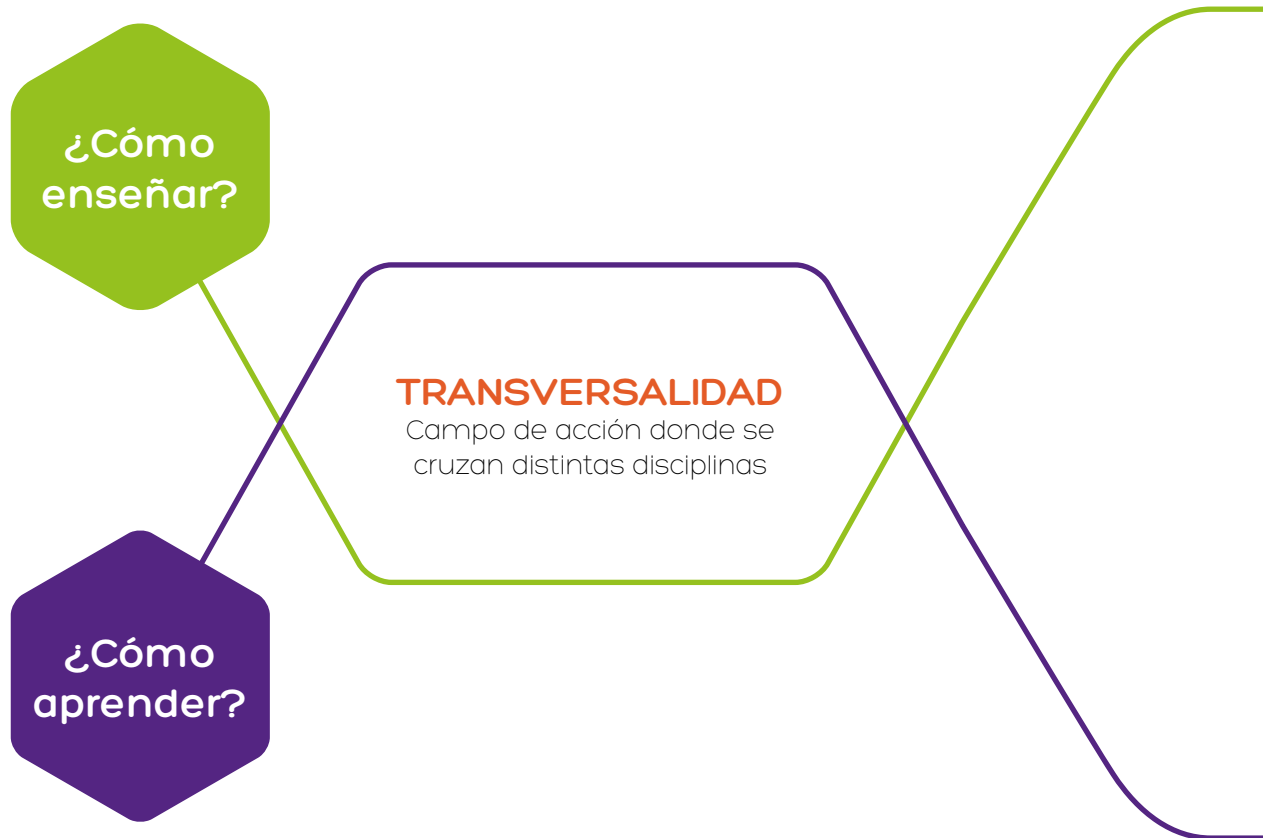 ¿Cómo
enseñar?
TRANSVERSALIDAD
Campo de acción donde se
cruzan distintas disciplinas
¿Cómo
aprender?